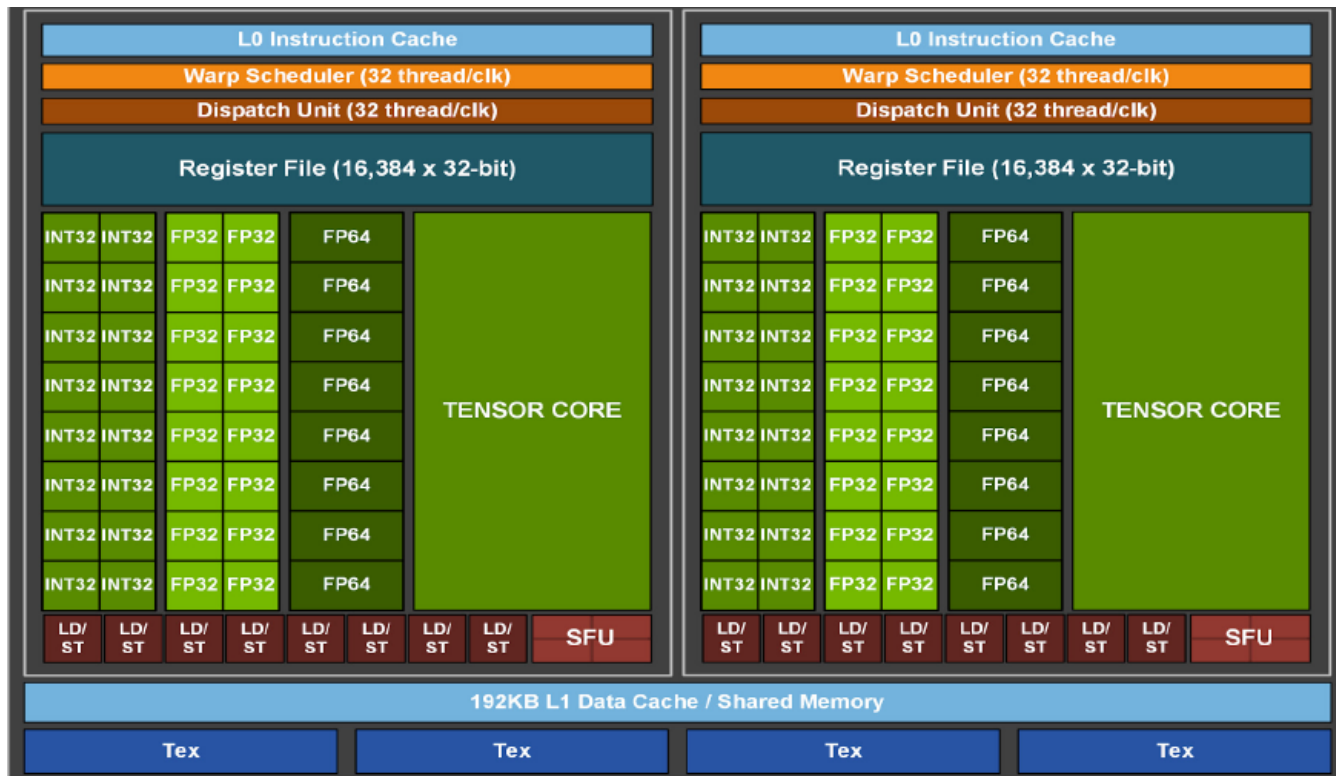 L0 Instruction Cache
Warp Scheduler (32 thread/clk)
Dispatch Unit (32 thread/clk)
Register File (16,384 x 32-bit)
INT32 INT32 FP32 FP32 FP64
INT32 INT32 FP32 FP32 FP64
INT32 INT32 FP32 FP32 FP64
INT32 INT32 FP32 FP32 FP64
TENSOR CORE
INT32 INT32 FP32 FP32 FP64
INT32 INT32 FP32 FP32 FP64
INT32 INT32 FP32 FP32 FP64
INT32 INT32 FP32 FP32 FP64
LD/ LD/ LD/ LD/ LD/ LD/ LD/ LD/
ST ST ST ST ST ST ST ST
SFU
L0 Instruction Cache
Warp Scheduler (32 thread/clk)
Dispatch Unit (32 thread/clk)
Register File (16,384 x 32-bit)
INT32 INT32 FP32 FP32 FP64
INT32 INT32 FP32 FP32 FP64
INT32 INT32 FP32 FP32 FP64
INT32 INT32 FP32 FP32 FP64
TENSOR CORE
INT32 INT32 FP32 FP32 FP64
INT32 INT32 FP32 FP32 FP64
INT32 INT32 FP32 FP32 FP64
INT32 INT32 FP32 FP32 FP64
LD/ LD/ LD/ LD/ LD/ LD/ LD/ LD/
ST ST ST ST ST ST ST ST
SFU
192KB L1 Data Cache / Shared Memory
Tex Tex Tex Tex